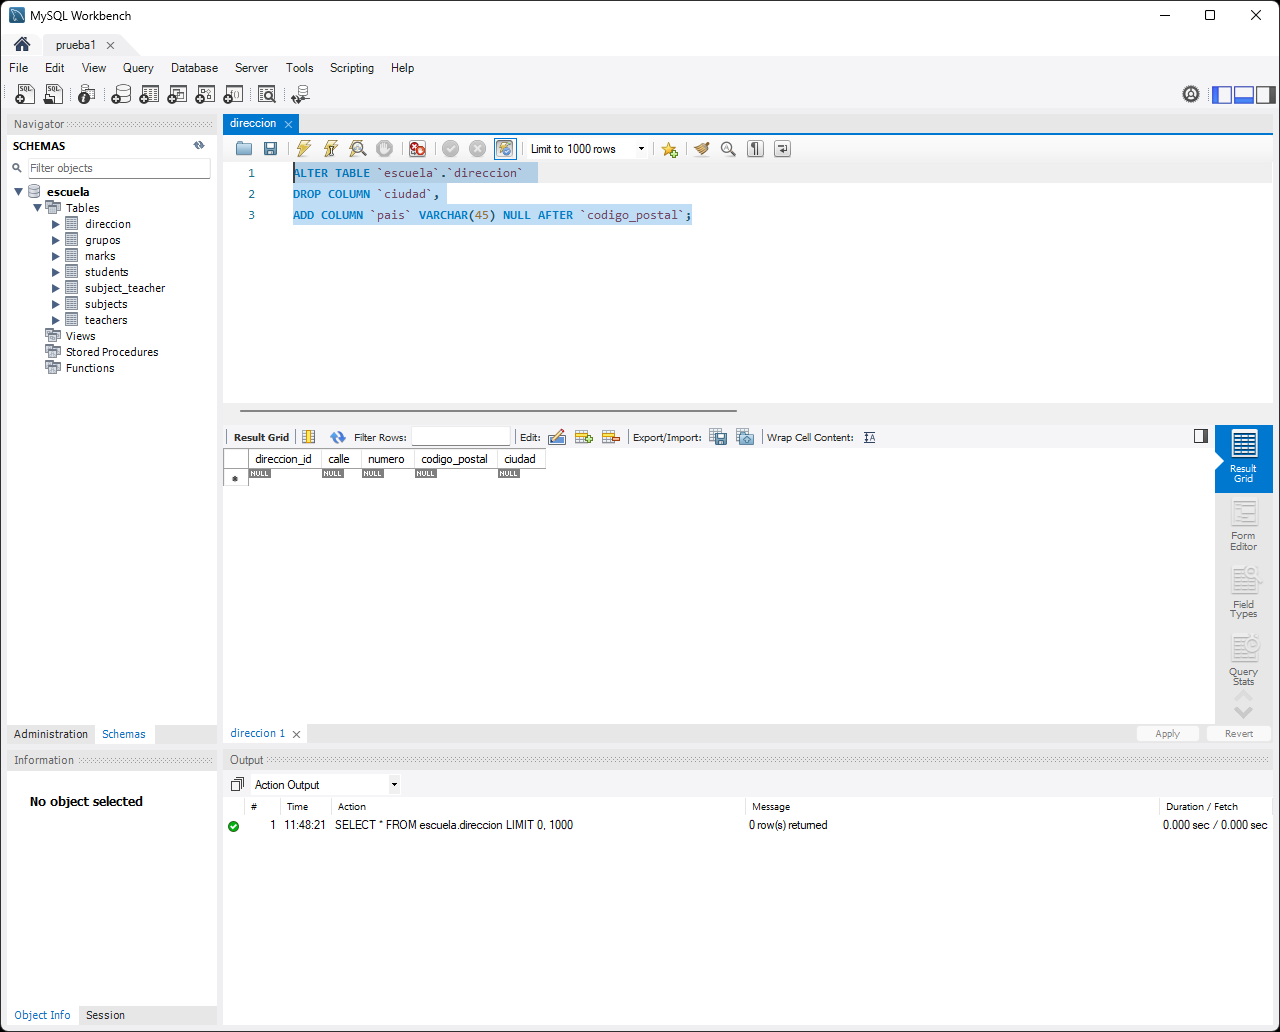 MySQL Workbench
prueba1
File Edit View Query Database Server Tools Scripting Help
Navigator
SCHEMAS
Filter objects
escuela
Tables
direccion
grupos
marks
students
subject_teacher
subjects
teachers
Views
Stored Procedures
Functions
Administration Schemas
Information
No object selected
Object Info Session
direccion
Limit to 1000 rows
1 ALTER TABLE `escuela`.`direccion`
2 DROP COLUMN `ciudad`,
3 ADD COLUMN `pais` VARCHAR(45) NULL AFTER `codigo_postal`;
Result Grid Filter Rows: Edit: Export/Import: Wrap Cell Content:
direccion_id calle numero codigo_postal ciudad
NULL NULL NULL NULL NULL
Result
Grid
Form
Editor
Field
Types
Query
Stats
direccion 1
Apply Revert
Output
Action Output
# Time Action Message Duration / Fetch
1 11:48:21 SELECT * FROM escuela.direccion LIMIT 0, 1000 0 row(s) returned 0.000 sec / 0.000 sec